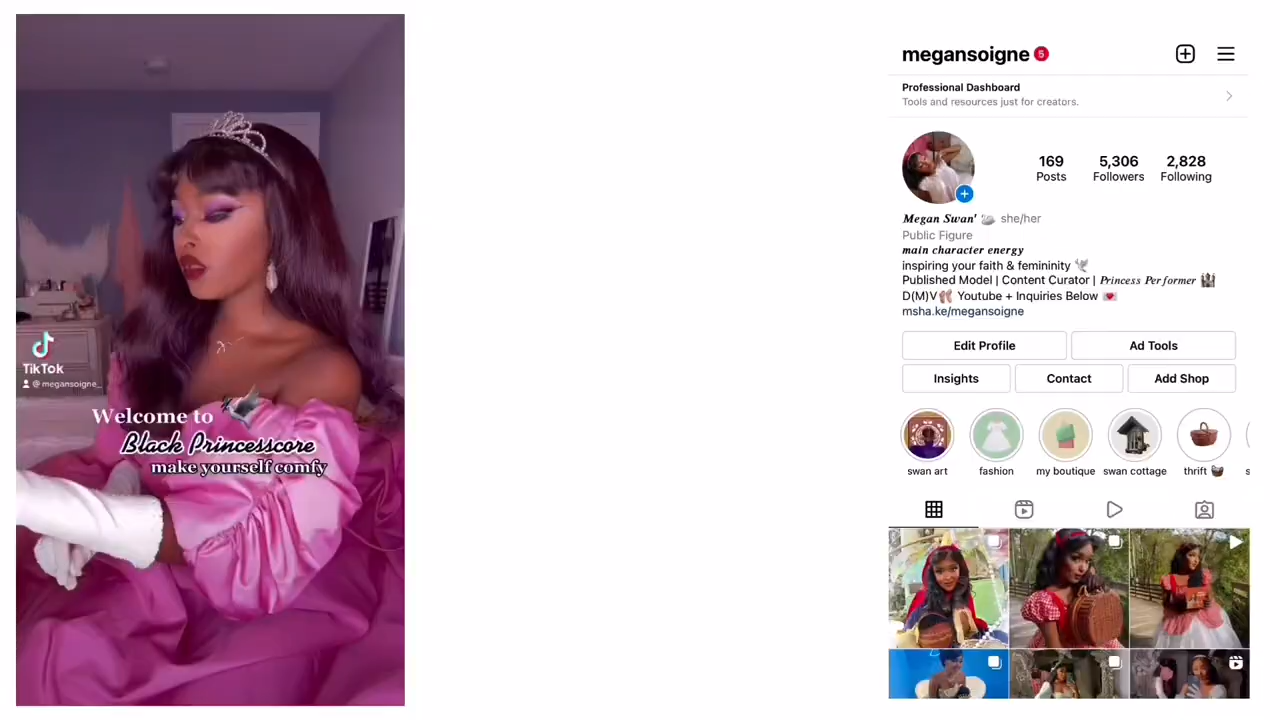 TikTok
@megansoigne_
Welcome to
Black Princesscore
make yourself comfy
megansoigne 5
Professional Dashboard
Tools and resources just for creators.
169 5,306 2,828
Posts Followers Following
Megan Swan' 🦢 she/her
Public Figure
main character energy
inspiring your faith & femininity 🕊
Published Model | Content Curator | Princess Performer 🏰
D(M)V👣 Youtube + Inquiries Below 💌
msha.ke/megansoigne
Edit Profile Ad Tools
Insights Contact Add Shop
swan art fashion my boutique swan cottage thrift 🧺 s